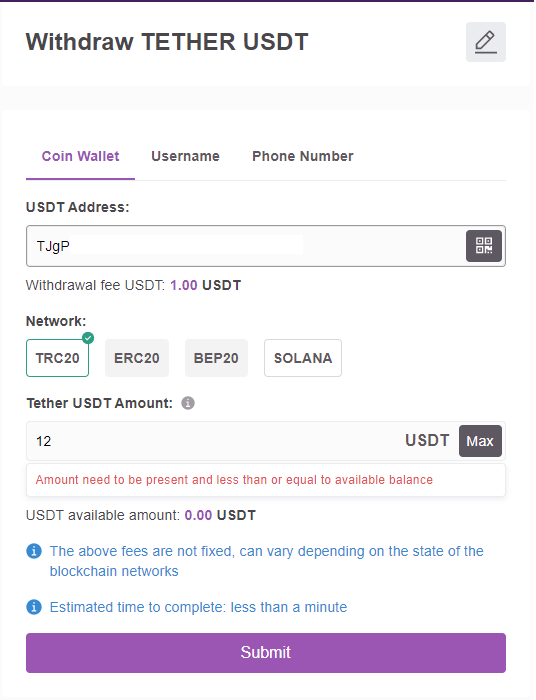 Withdraw TETHER USDT
Coin Wallet Username Phone Number
USDT Address:
TJgP
Withdrawal fee USDT: 1.00 USDT
Network:
TRC20 ERC20 BEP20 SOLANA
Tether USDT Amount:
12 USDT Max
Amount need to be present and less than or equal to available balance
USDT available amount: 0.00 USDT
The above fees are not fixed, can vary depending on the state of the
blockchain networks
Estimated time to complete: less than a minute
Submit